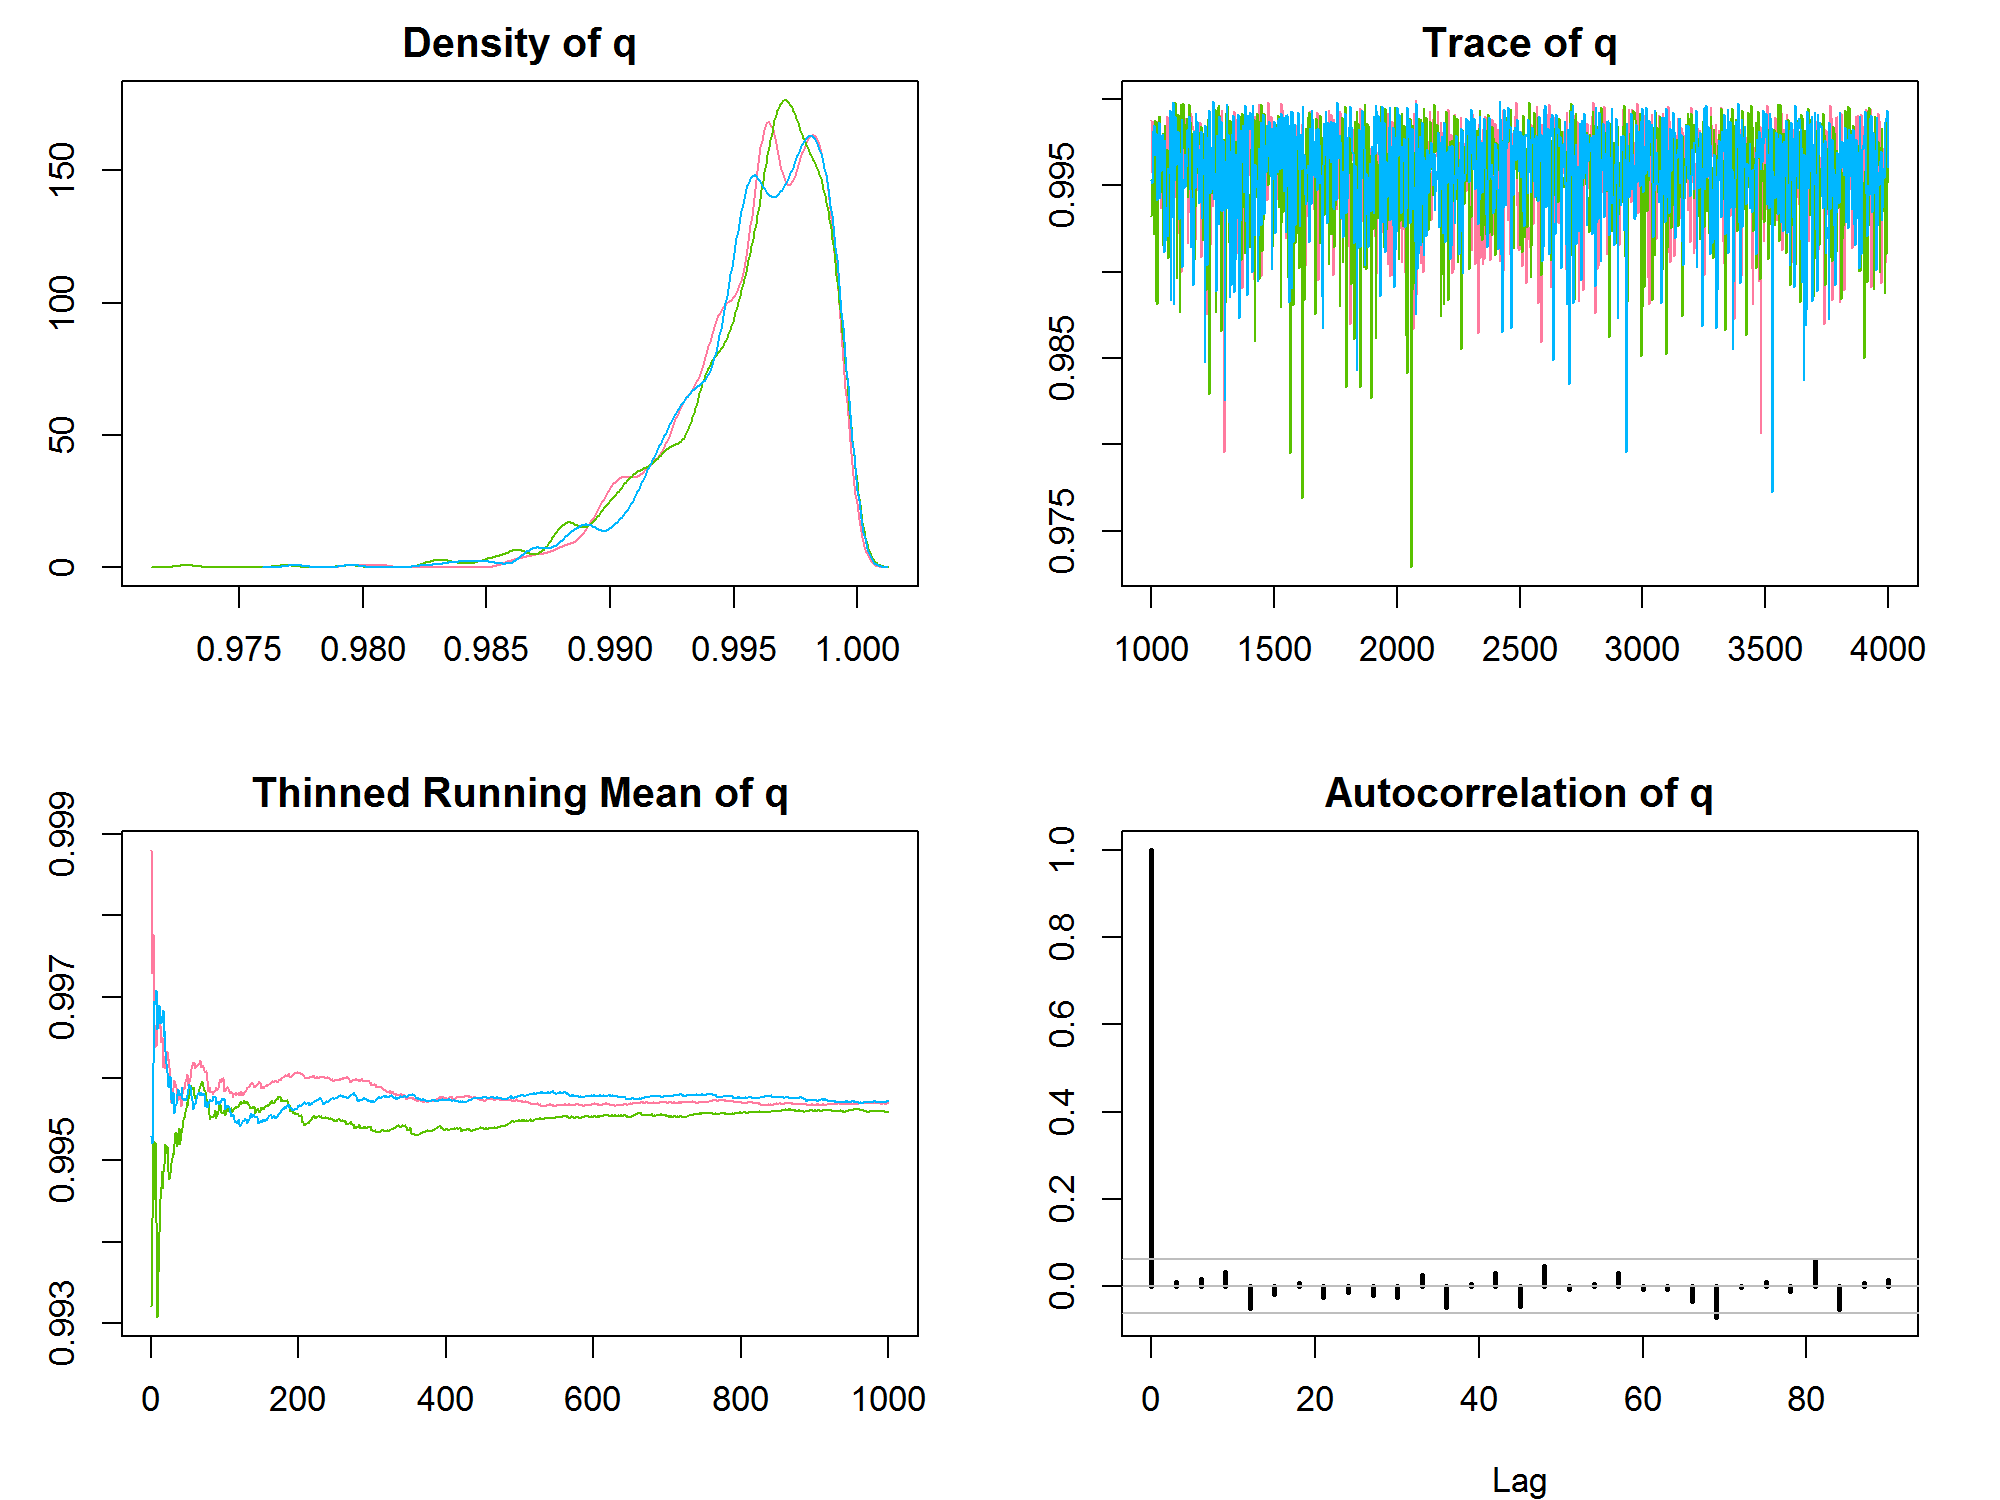 Density of q
150
100
50
0
0.975 0.980 0.985 0.990 0.995 1.000
Trace of q
0.995
0.985
0.975
1000 1500 2000 2500 3000 3500 4000
Thinned Running Mean of q
0.999
0.997
0.995
0.993
0 200 400 600 800 1000
Autocorrelation of q
1.0
0.8
0.6
0.4
0.2
0.0
0 20 40 60 80
Lag